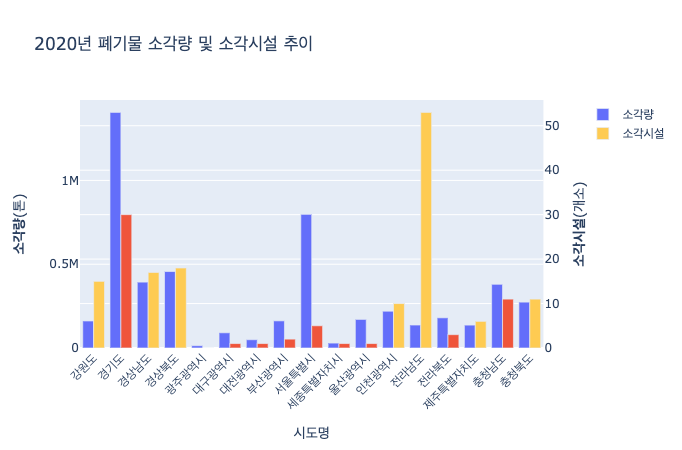 2020년 폐기물 소각량 및 소각시설 추이
소각량
소각시설
소각량(톤)
1M
0.5M
0
50
40
30
20
10
0
소각시설(개소)
강원도
경기도
경상남도
경상북도
광주광역시
대구광역시
대전광역시
부산광역시
서울특별시
세종특별자치시
울산광역시
인천광역시
전라남도
전라북도
제주특별자치도
충청남도
충청북도
시도명